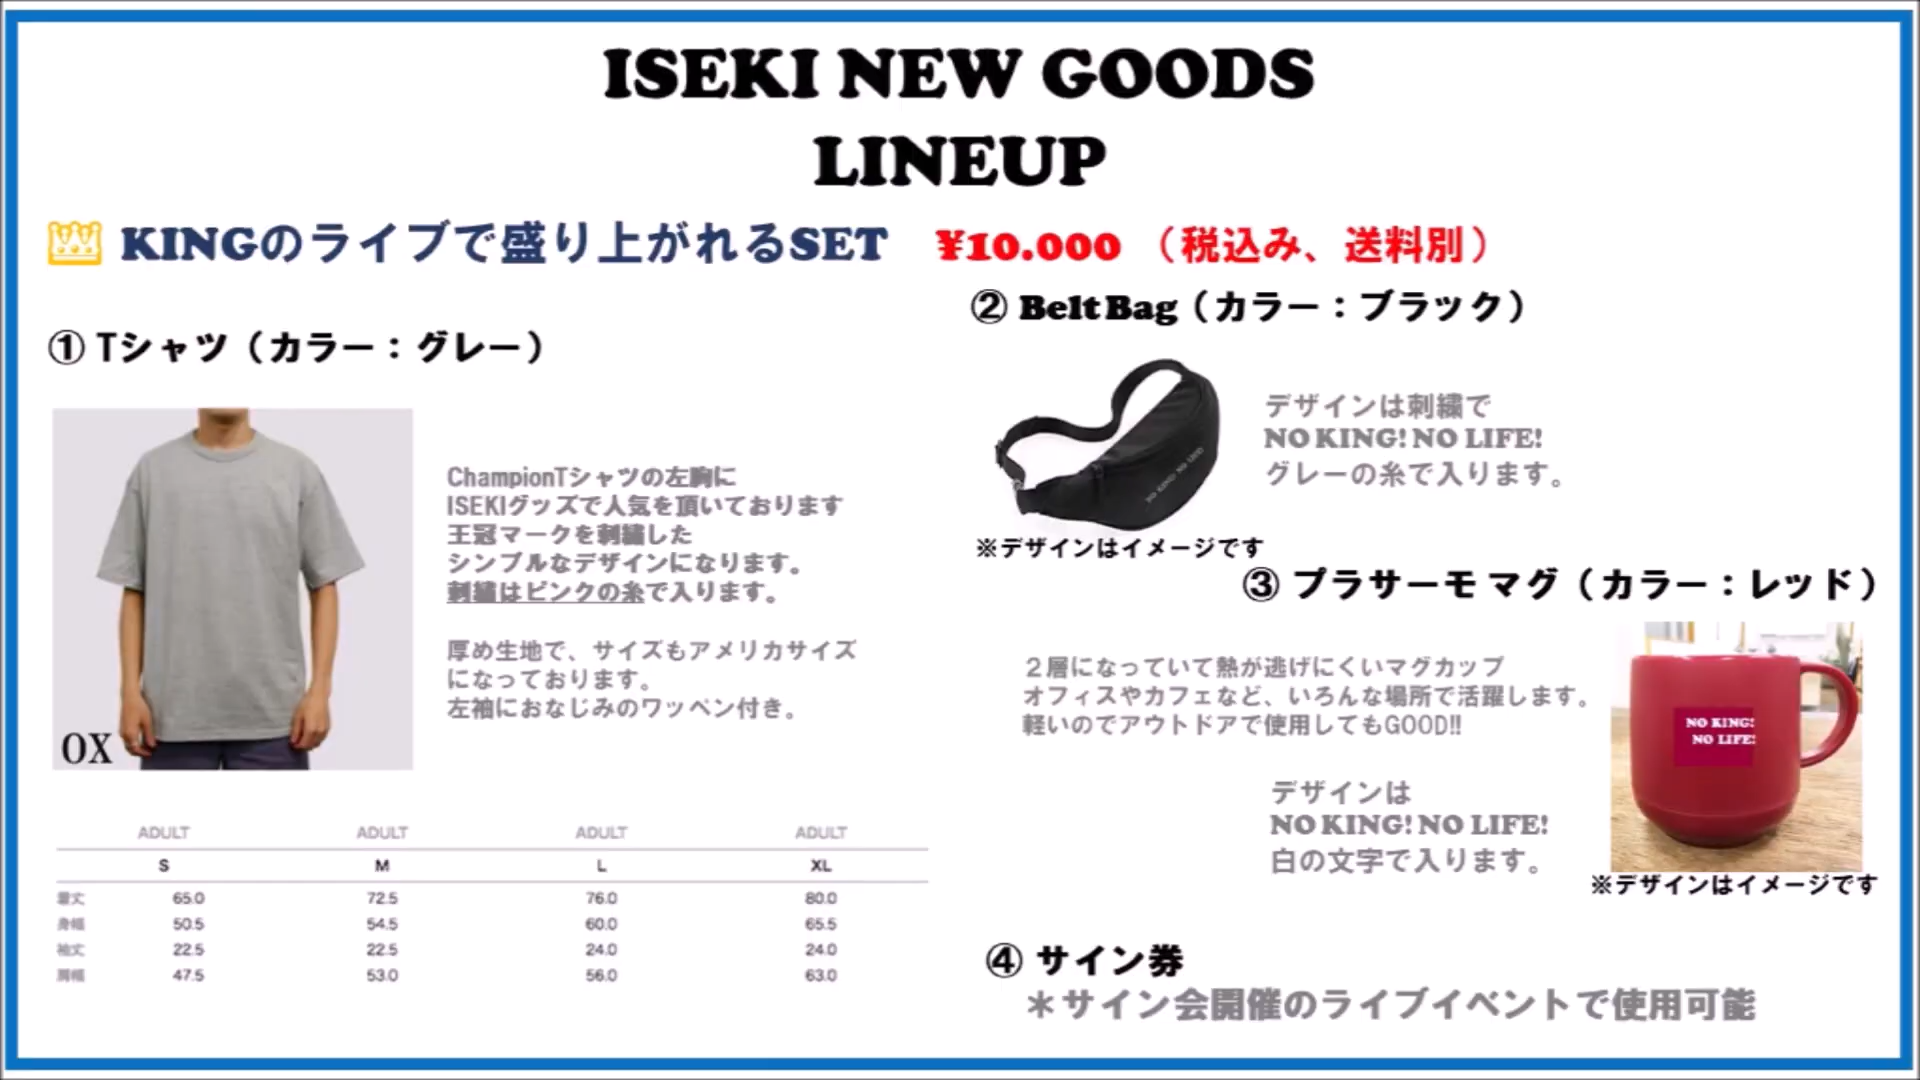 ISEKI NEW GOODS
LINEUP
KINGのライブで盛り上がれるSET ¥10.000 （税込み、送料別）
① Tシャツ（カラー：グレー）
OX
ChampionTシャツの左胸に
ISEKIグッズで人気を頂いております
王冠マークを刺繍した
シンプルなデザインになります。
刺繍はピンクの糸で入ります。
厚め生地で、サイズもアメリカサイズ
になっております。
左袖におなじみのワッペン付き。
ADULT ADULT ADULT ADULT
S M L XL
着丈 65.0 72.5 76.0 80.0
身幅 50.5 54.5 60.0 65.5
袖丈 22.5 22.5 24.0 24.0
肩幅 47.5 53.0 56.0 63.0
② Belt Bag（カラー：ブラック）
NO KING! NO LIFE!
デザインは刺繍で
NO KING! NO LIFE!
グレーの糸で入ります。
※デザインはイメージです
③ プラサーモ マグ（カラー：レッド）
２層になっていて熱が逃げにくいマグカップ
オフィスやカフェなど、いろんな場所で活躍します。
軽いのでアウトドアで使用してもGOOD!!
NO KING!
NO LIFE!
デザインは
NO KING! NO LIFE!
白の文字で入ります。
※デザインはイメージです
④ サイン券
＊サイン会開催のライブイベントで使用可能